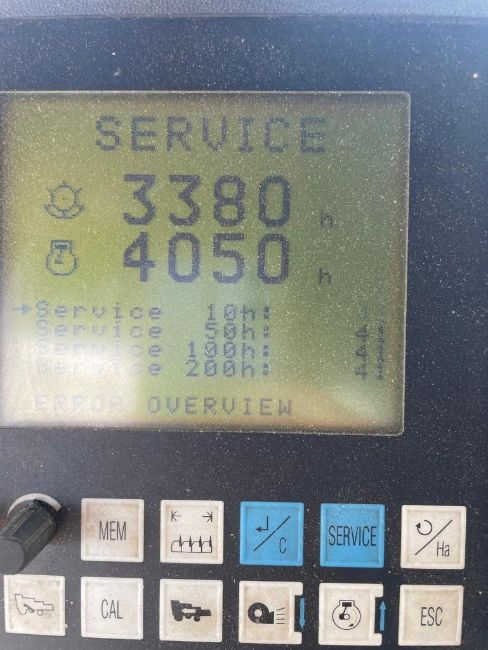 SERVICE
3380 h
4050 h
Service 10h:
Service 50h:
Service 100h:
Service 200h:
ERROR OVERVIEW
MEM
C
SERVICE
Ha
CAL
ESC